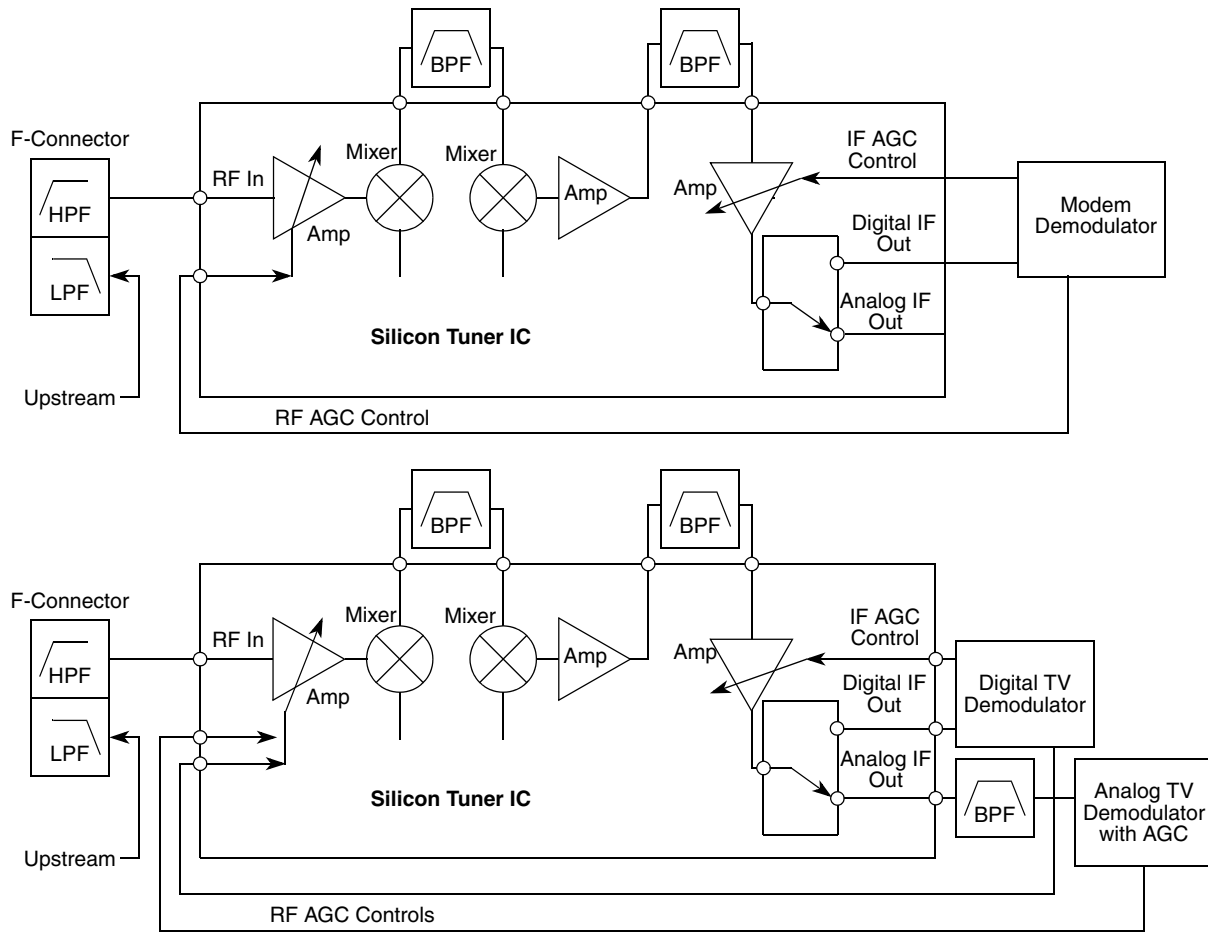 BPF
BPF
F-Connector
HPF
LPF
Upstream
RF In
Amp
Mixer
Mixer
Amp
Amp
IF AGC
Control
Digital IF
Out
Analog IF
Out
Modem
Demodulator
Silicon Tuner IC
RF AGC Control
BPF
BPF
F-Connector
HPF
LPF
Upstream
RF In
Amp
Mixer
Mixer
Amp
Amp
IF AGC
Control
Digital IF
Out
Analog IF
Out
Digital TV
Demodulator
BPF
Analog TV
Demodulator
with AGC
Silicon Tuner IC
RF AGC Controls